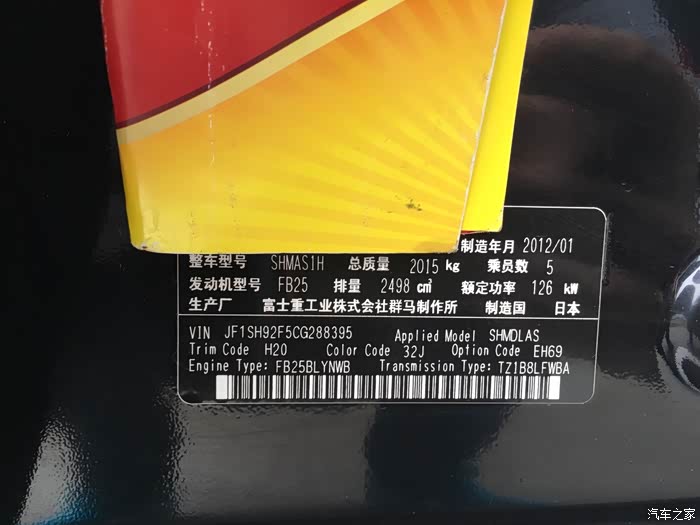 制造年月 2012/01
整车型号 SHMAS1H 总质量 2015 kg 乘员数 5
发动机型号 FB25 排量 2498 cm³ 额定功率 126 kW
生产厂 富士重工业株式会社群马制作所 制造国 日本
VIN JF1SH92F5CG288395 Applied Model SHMDLAS
Trim Code H20 Color Code 32J Option Code EH69
Engine Type: FB25BLYNWB Transmission Type: TZ1B8LFWBA
汽车之家